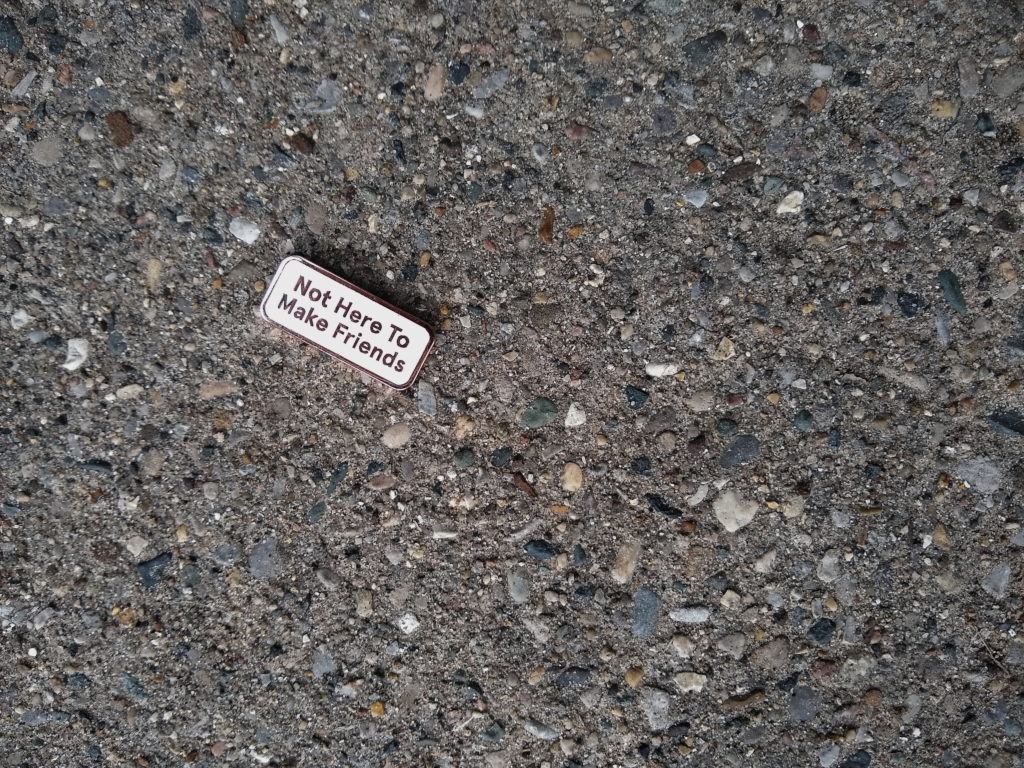 Not Here To
Make Friends